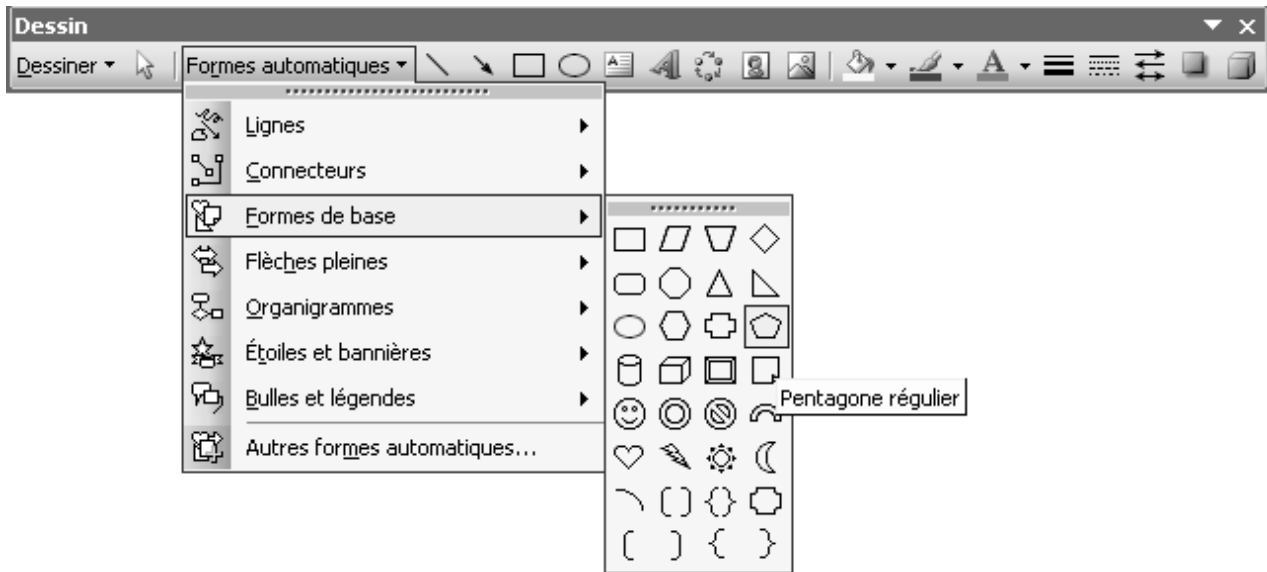 Dessin
Dessiner Formes automatiques A A
Lignes
Connecteurs
Formes de base
Flèches pleines
Organigrammes
Étoiles et bannières
Bulles et légendes
Autres formes automatiques...
Pentagone régulier